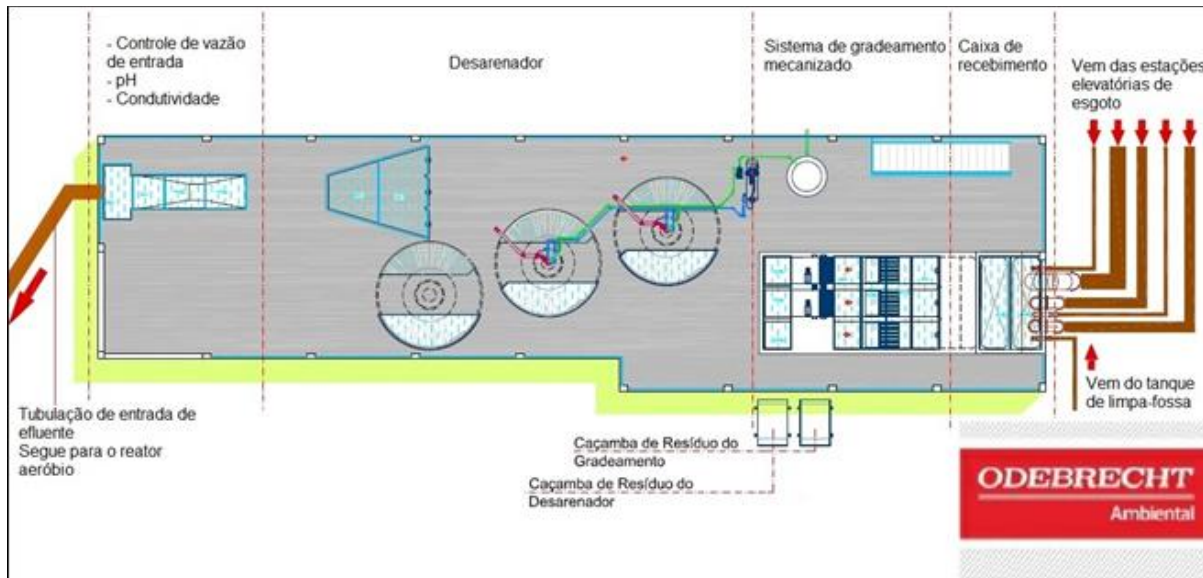 - Controle de vazão
de entrada
- pH
- Condutividade
Desarenador
Sistema de gradeamento
mecanizado
Caixa de
recebimento
Vem das estações
elevatórias de
esgoto
Tubulação de entrada de
efluente
Segue para o reator
aeróbio
Caçamba de Resíduo do
Gradeamento
Caçamba de Resíduo do
Desarenador
Vem do tanque
de limpa-fossa
ODEBRECHT
Ambiental